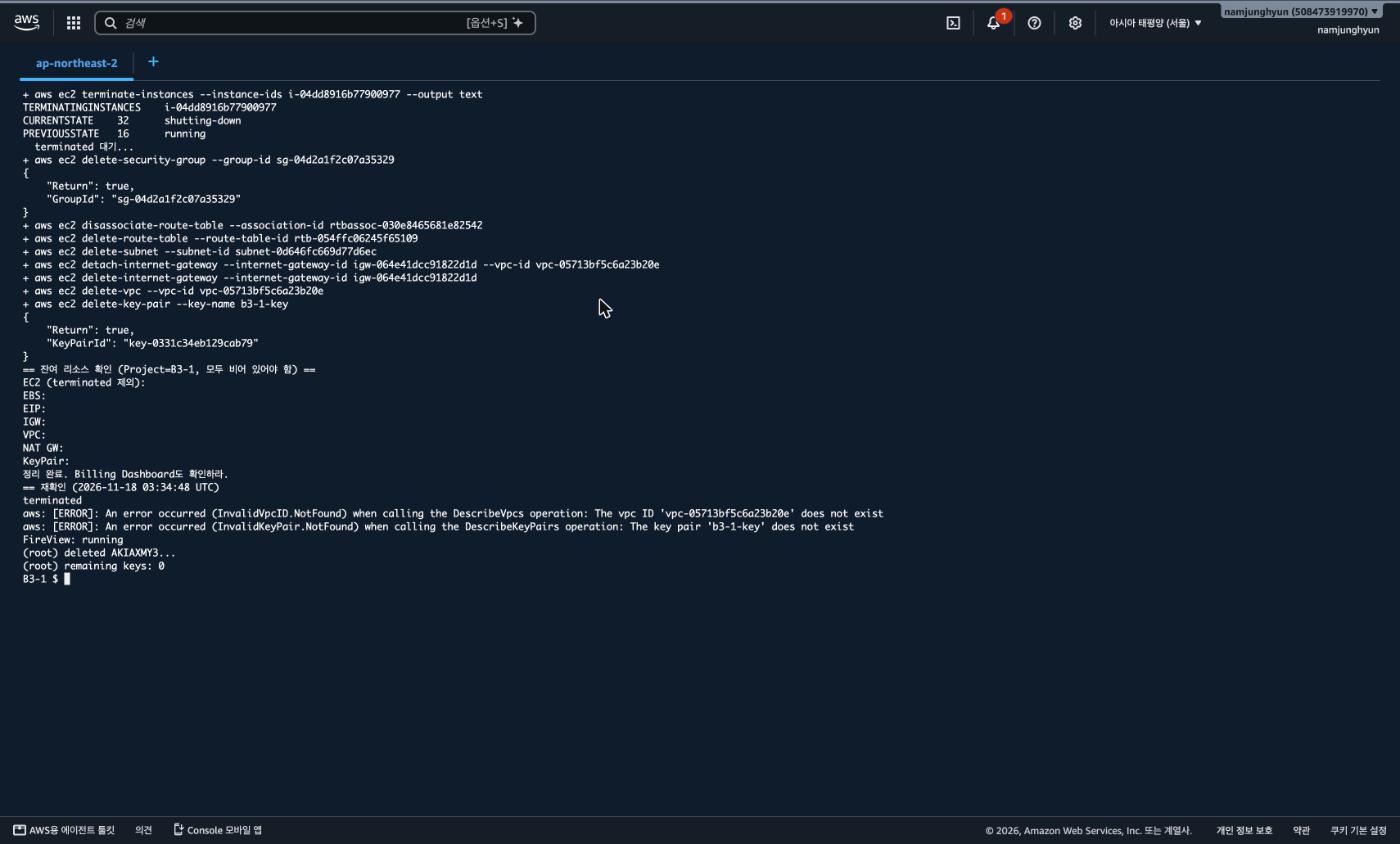 aws
검색
[옵션+S]
1
아시아 태평양 (서울)
namjunghyun (508473919970)
namjunghyun
ap-northeast-2
+
+ aws ec2 terminate-instances --instance-ids i-04dd8916b77900977 --output text
TERMINATINGINSTANCES    i-04dd8916b77900977
CURRENTSTATE    32      shutting-down
PREVIOUSSTATE   16      running
  terminated 대기...
+ aws ec2 delete-security-group --group-id sg-04d2a1f2c07a35329
{
    "Return": true,
    "GroupId": "sg-04d2a1f2c07a35329"
}
+ aws ec2 disassociate-route-table --association-id rtbassoc-030e8465681e82542
+ aws ec2 delete-route-table --route-table-id rtb-054ffc06245f65109
+ aws ec2 delete-subnet --subnet-id subnet-0d646fc669d77d6ec
+ aws ec2 detach-internet-gateway --internet-gateway-id igw-064e41dcc91822d1d --vpc-id vpc-05713bf5c6a23b20e
+ aws ec2 delete-internet-gateway --internet-gateway-id igw-064e41dcc91822d1d
+ aws ec2 delete-vpc --vpc-id vpc-05713bf5c6a23b20e
+ aws ec2 delete-key-pair --key-name b3-1-key
{
    "Return": true,
    "KeyPairId": "key-0331c34eb129cab79"
}
== 잔여 리소스 확인 (Project=B3-1, 모두 비어 있어야 함) ==
EC2 (terminated 제외):
EBS:
EIP:
IGW:
VPC:
NAT GW:
KeyPair:
정리 완료. Billing Dashboard도 확인하라.
== 재확인 (2026-11-18 03:34:48 UTC)
terminated
aws: [ERROR]: An error occurred (InvalidVpcID.NotFound) when calling the DescribeVpcs operation: The vpc ID 'vpc-05713bf5c6a23b20e' does not exist
aws: [ERROR]: An error occurred (InvalidKeyPair.NotFound) when calling the DescribeKeyPairs operation: The key pair 'b3-1-key' does not exist
FireView: running
(root) deleted AKIAXMY3...
(root) remaining keys: 0
B3-1 $
AWS용 에이전트 툴킷
의견
Console 모바일 앱
© 2026, Amazon Web Services, Inc. 또는 계열사.
개인 정보 보호
약관
쿠키 기본 설정